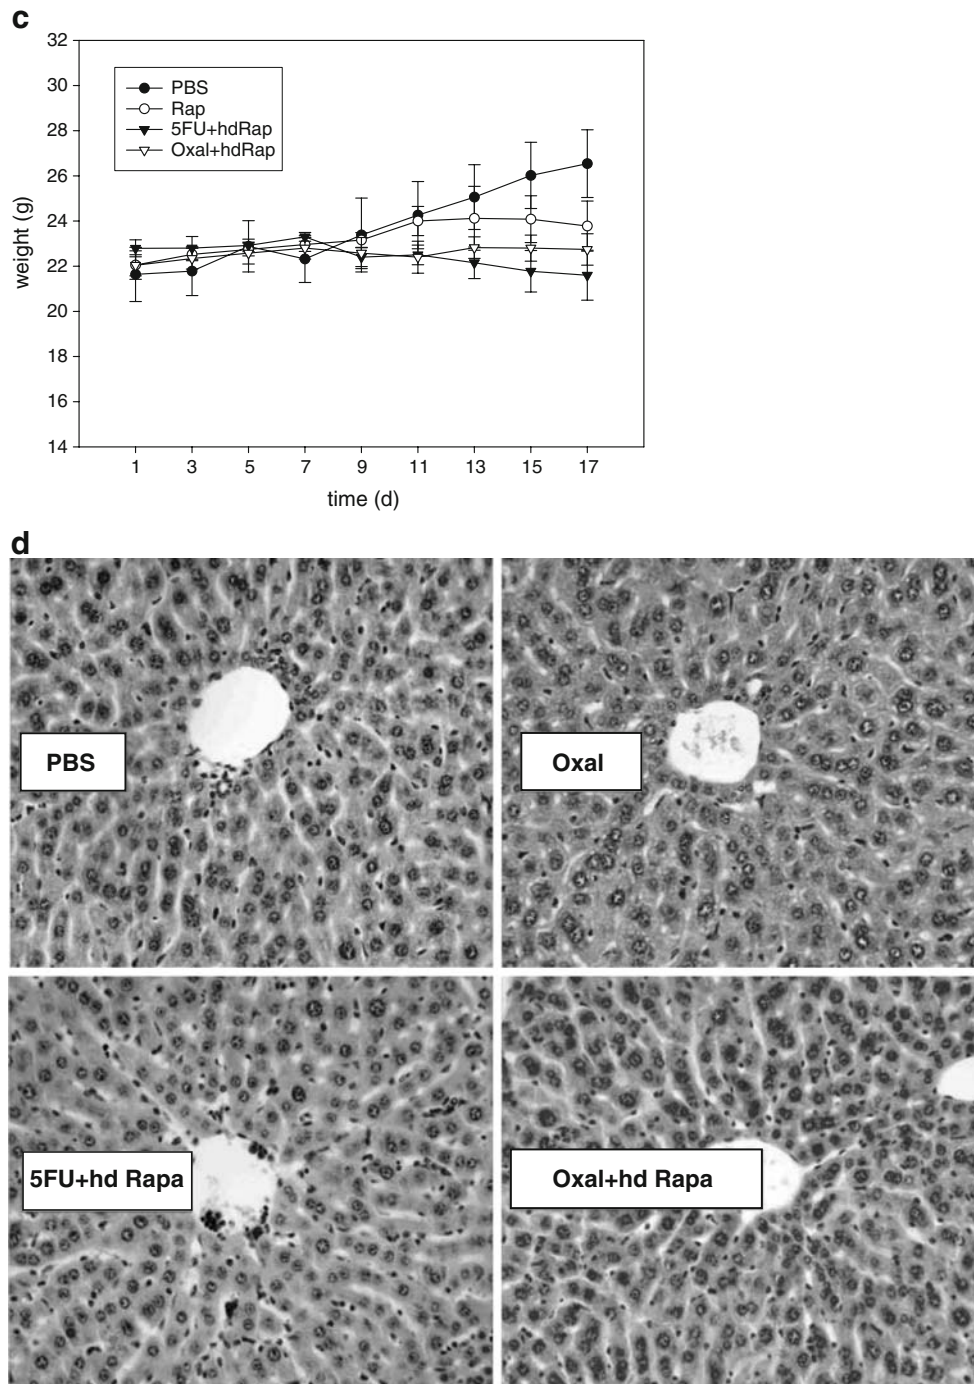 c
32
30
28
26
24
22
20
18
16
14
weight (g)
PBS
Rap
5FU+hdRap
Oxal+hdRap
1 3 5 7 9 11 13 15 17
time (d)
d
PBS
Oxal
5FU+hd Rapa
Oxal+hd Rapa